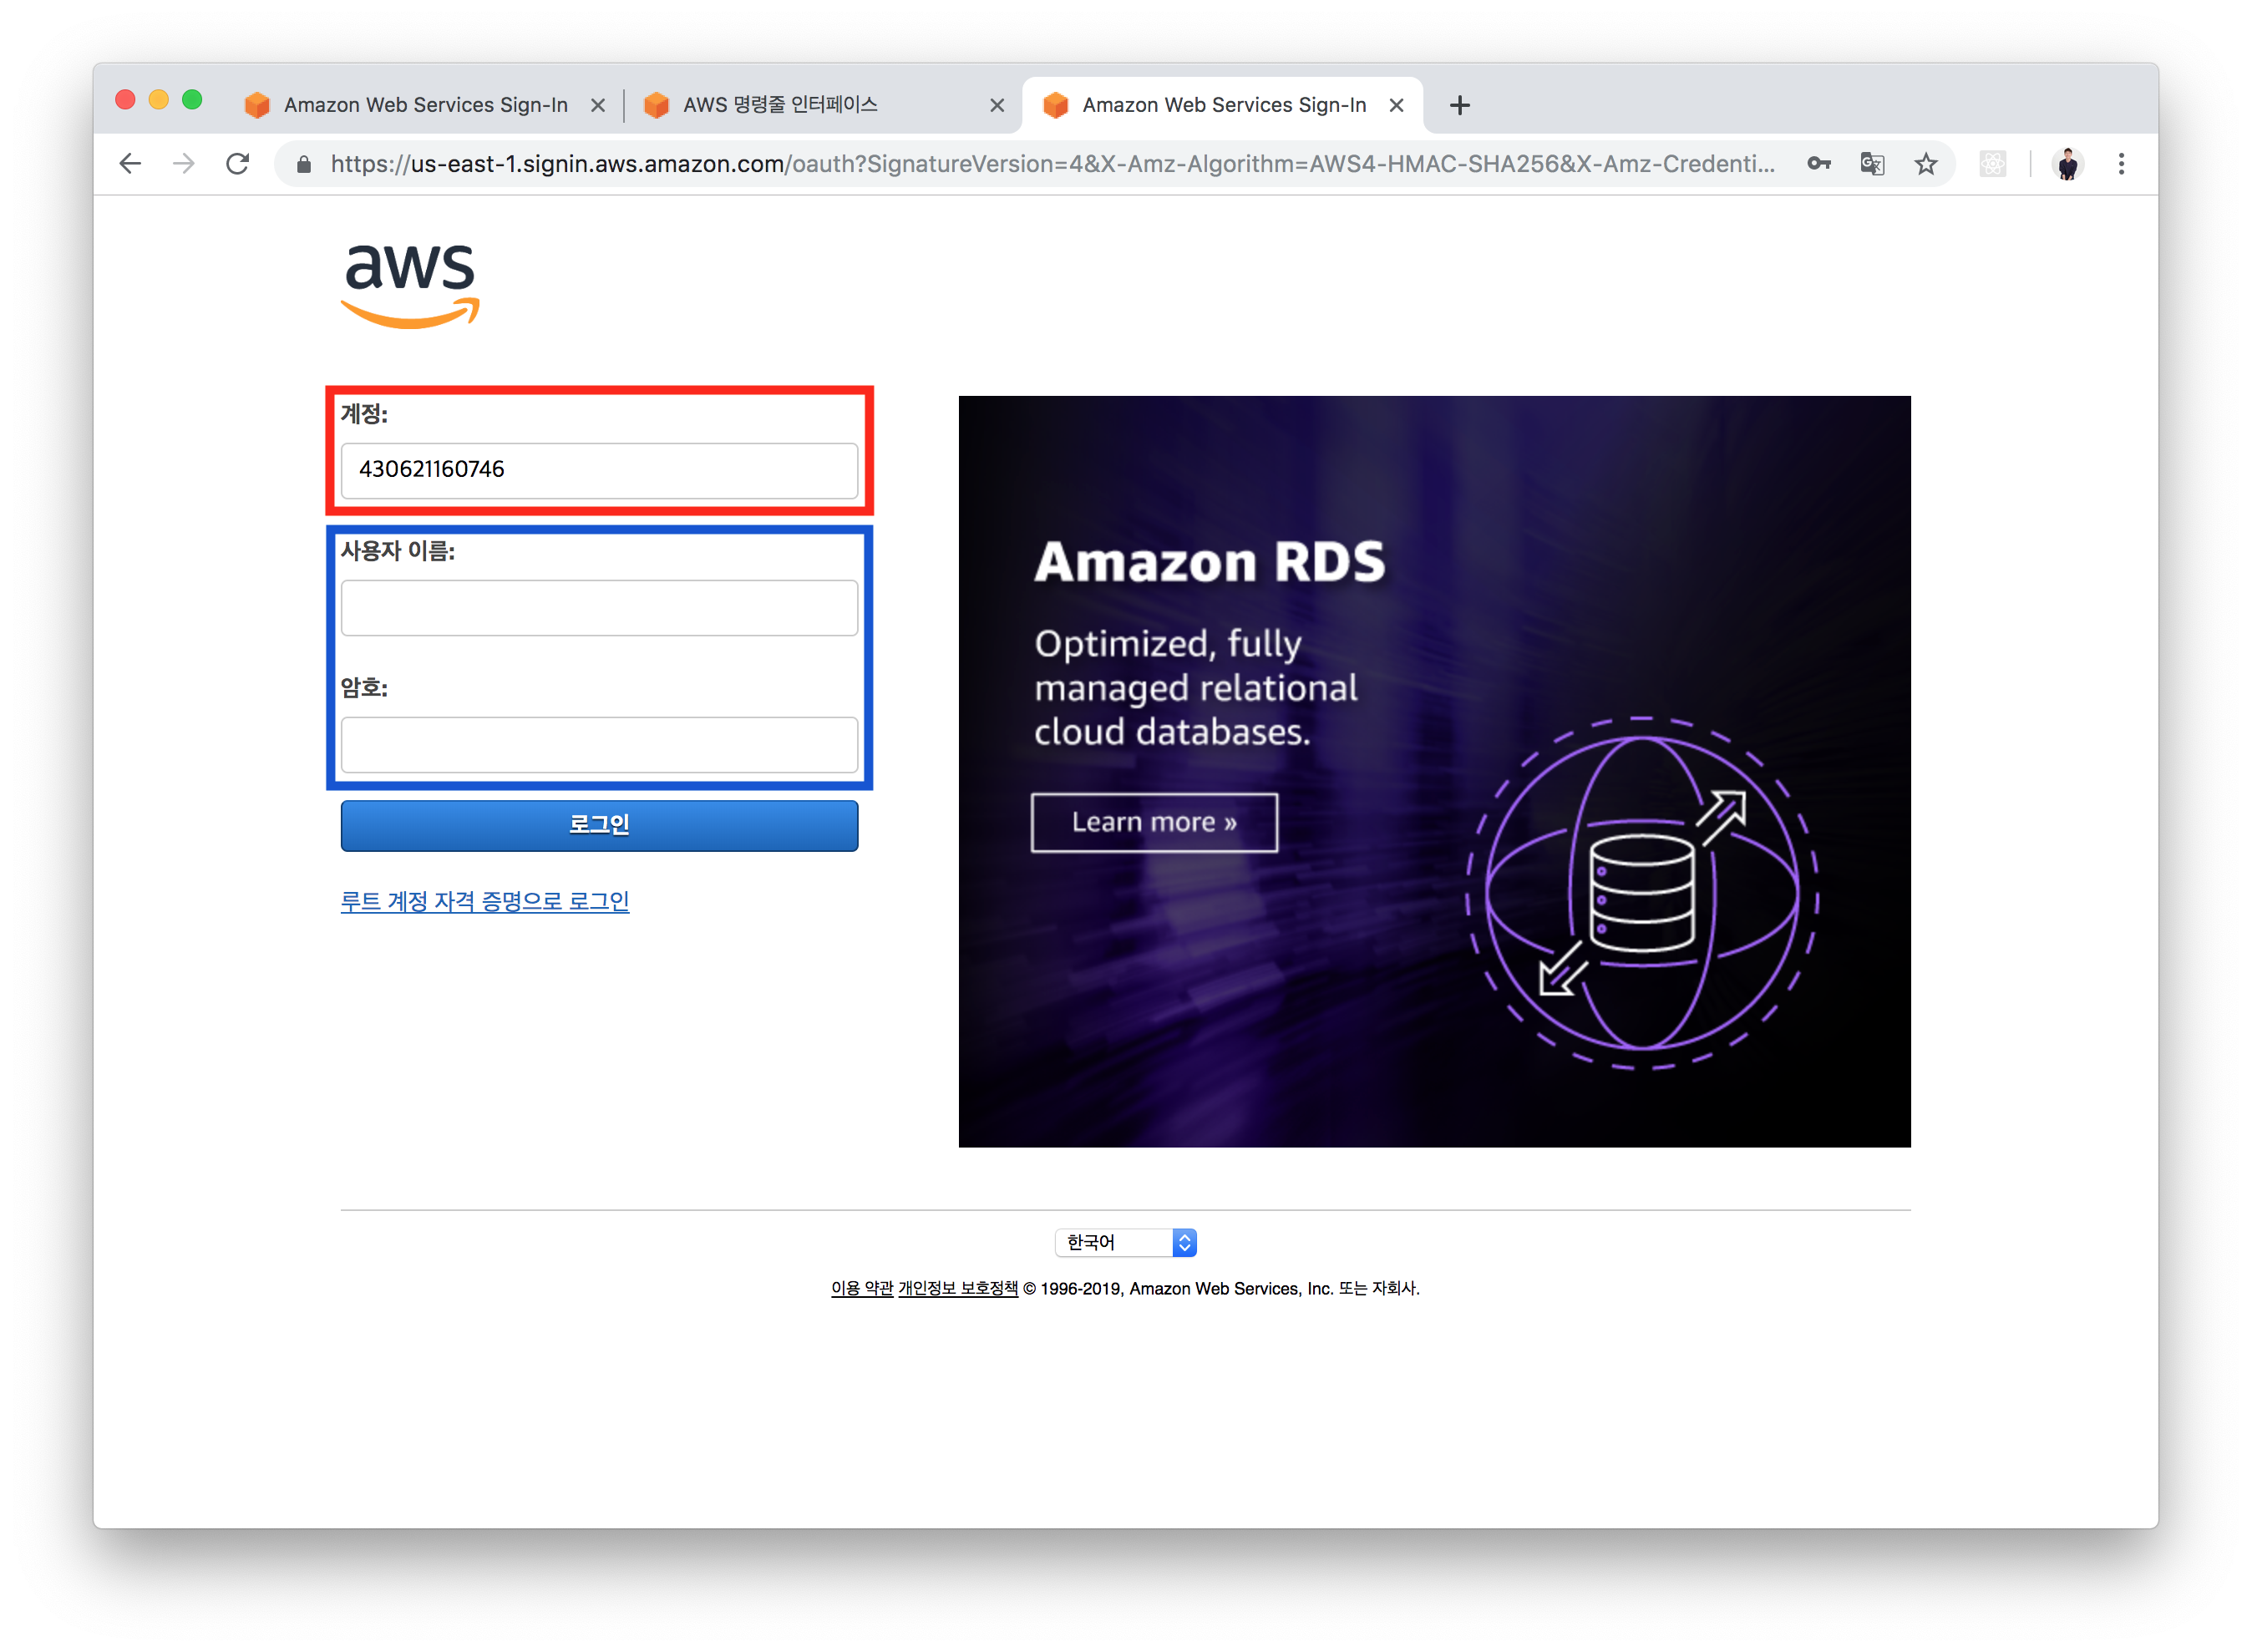 Amazon Web Services Sign-In
AWS 명령줄 인터페이스
Amazon Web Services Sign-In
https://us-east-1.signin.aws.amazon.com/oauth?SignatureVersion=4&X-Amz-Algorithm=AWS4-HMAC-SHA256&X-Amz-Credenti...
aws
계정:
430621160746
사용자 이름:
암호:
로그인
루트 계정 자격 증명으로 로그인
Amazon RDS
Optimized, fully
managed relational
cloud databases.
Learn more »
한국어
이용 약관 개인정보 보호정책 © 1996-2019, Amazon Web Services, Inc. 또는 자회사.